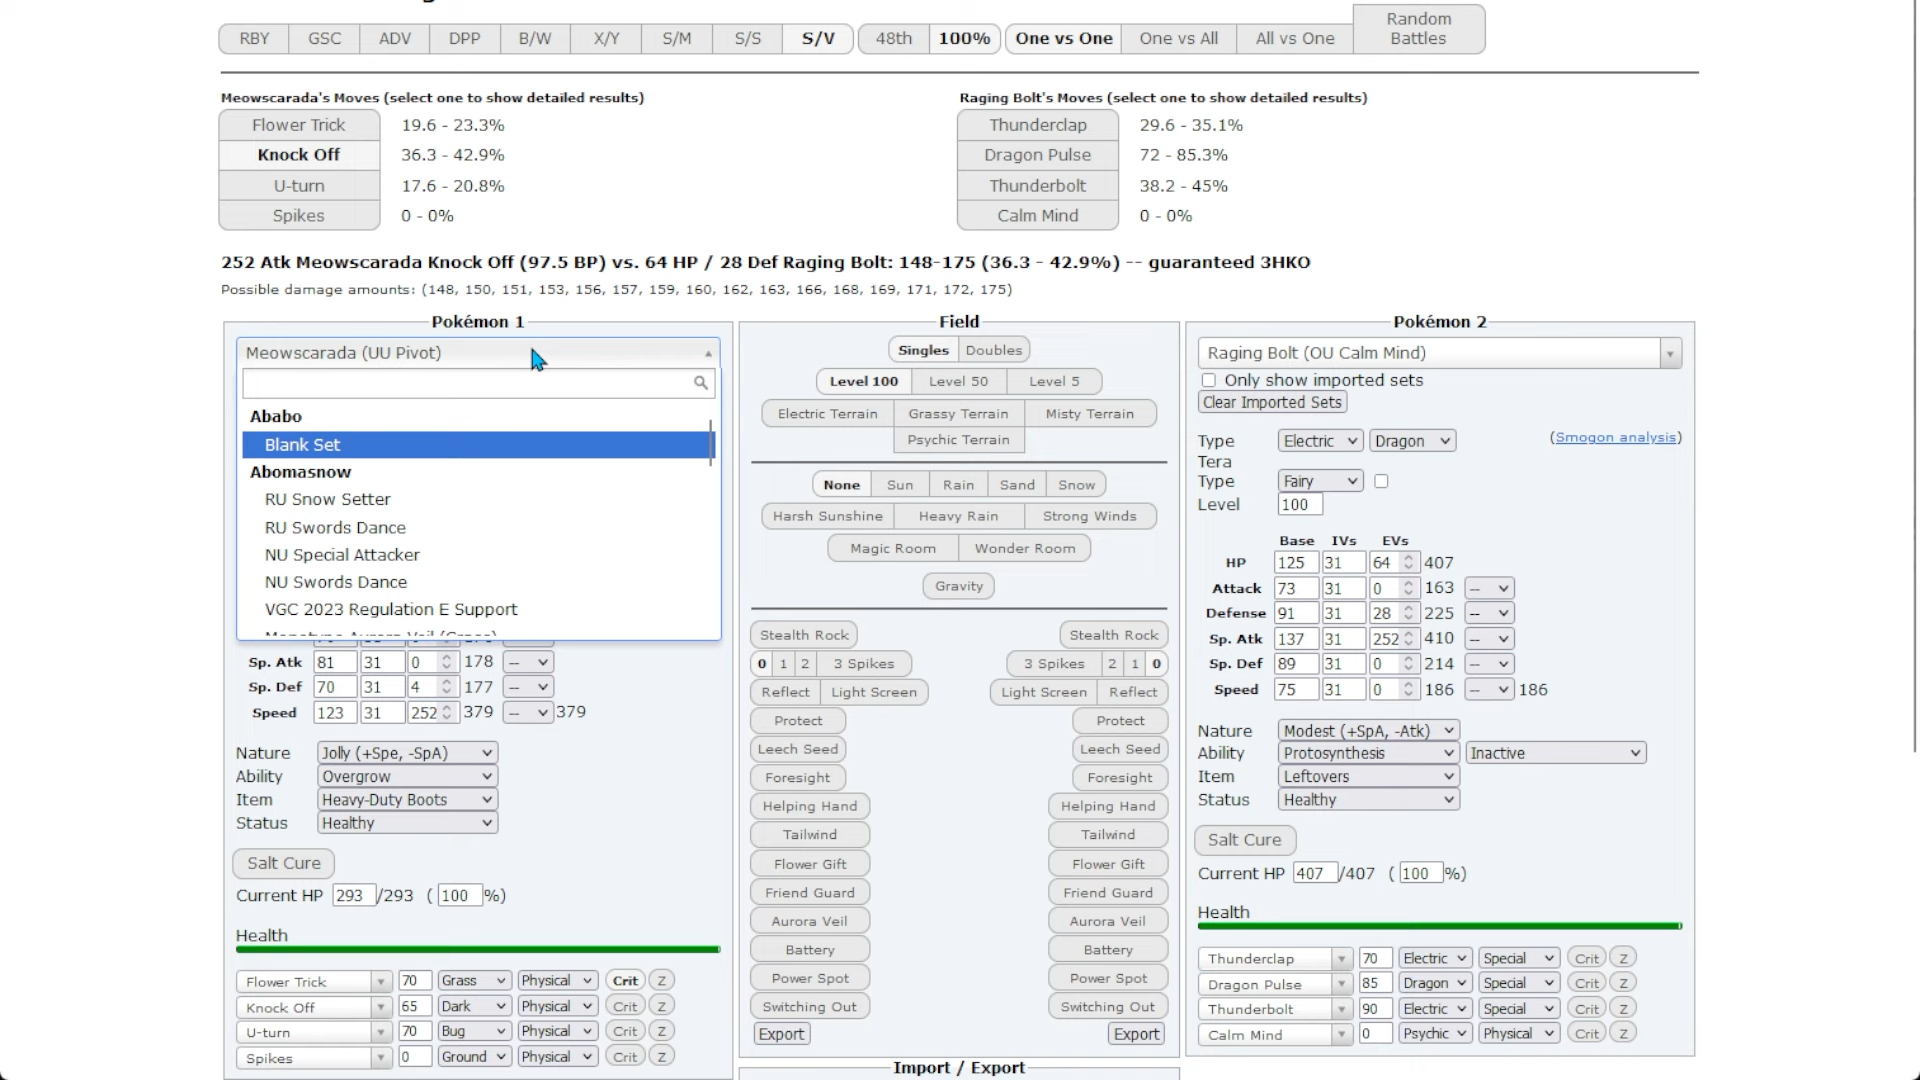 RBY GSC ADV DPP B/W X/Y S/M S/S S/V 48th 100% One vs One One vs All All vs One Random Battles
Meowscarada's Moves (select one to show detailed results)
Flower Trick 19.6 - 23.3%
Knock Off 36.3 - 42.9%
U-turn 17.6 - 20.8%
Spikes 0 - 0%
Raging Bolt's Moves (select one to show detailed results)
Thunderclap 29.6 - 35.1%
Dragon Pulse 72 - 85.3%
Thunderbolt 38.2 - 45%
Calm Mind 0 - 0%
252 Atk Meowscarada Knock Off (97.5 BP) vs. 64 HP / 28 Def Raging Bolt: 148-175 (36.3 - 42.9%) -- guaranteed 3HKO
Possible damage amounts: (148, 150, 151, 153, 156, 157, 159, 160, 162, 163, 166, 168, 169, 171, 172, 175)
Pokémon 1
Meowscarada (UU Pivot)
Ababo
Blank Set
Abomasnow
RU Snow Setter
RU Swords Dance
NU Special Attacker
NU Swords Dance
VGC 2023 Regulation E Support
Sp. Atk 81 31 0 178 --
Sp. Def 70 31 4 177 --
Speed 123 31 252 379 -- 379
Nature Jolly (+Spe, -SpA)
Ability Overgrow
Item Heavy-Duty Boots
Status Healthy
Salt Cure
Current HP 293 /293 ( 100 %)
Health
Flower Trick 70 Grass Physical Crit Z
Knock Off 65 Dark Physical Crit Z
U-turn 70 Bug Physical Crit Z
Spikes 0 Ground Physical Crit Z
Field
Singles Doubles
Level 100 Level 50 Level 5
Electric Terrain Grassy Terrain Misty Terrain
Psychic Terrain
None Sun Rain Sand Snow
Harsh Sunshine Heavy Rain Strong Winds
Magic Room Wonder Room
Gravity
Stealth Rock Stealth Rock
0 1 2 3 Spikes 3 Spikes 2 1 0
Reflect Light Screen Light Screen Reflect
Protect Protect
Leech Seed Leech Seed
Foresight Foresight
Helping Hand Helping Hand
Tailwind Tailwind
Flower Gift Flower Gift
Friend Guard Friend Guard
Aurora Veil Aurora Veil
Battery Battery
Power Spot Power Spot
Switching Out Switching Out
Export Export
Import / Export
Pokémon 2
Raging Bolt (OU Calm Mind)
Only show imported sets
Clear Imported Sets
Type Electric Dragon (Smogon analysis)
Tera
Type Fairy
Level 100
Base IVs EVs
HP 125 31 64 407
Attack 73 31 0 163 --
Defense 91 31 28 225 --
Sp. Atk 137 31 252 410 --
Sp. Def 89 31 0 214 --
Speed 75 31 0 186 -- 186
Nature Modest (+SpA, -Atk)
Ability Protosynthesis Inactive
Item Leftovers
Status Healthy
Salt Cure
Current HP 407 /407 ( 100 %)
Health
Thunderclap 70 Electric Special Crit Z
Dragon Pulse 85 Dragon Special Crit Z
Thunderbolt 90 Electric Special Crit Z
Calm Mind 0 Psychic Physical Crit Z